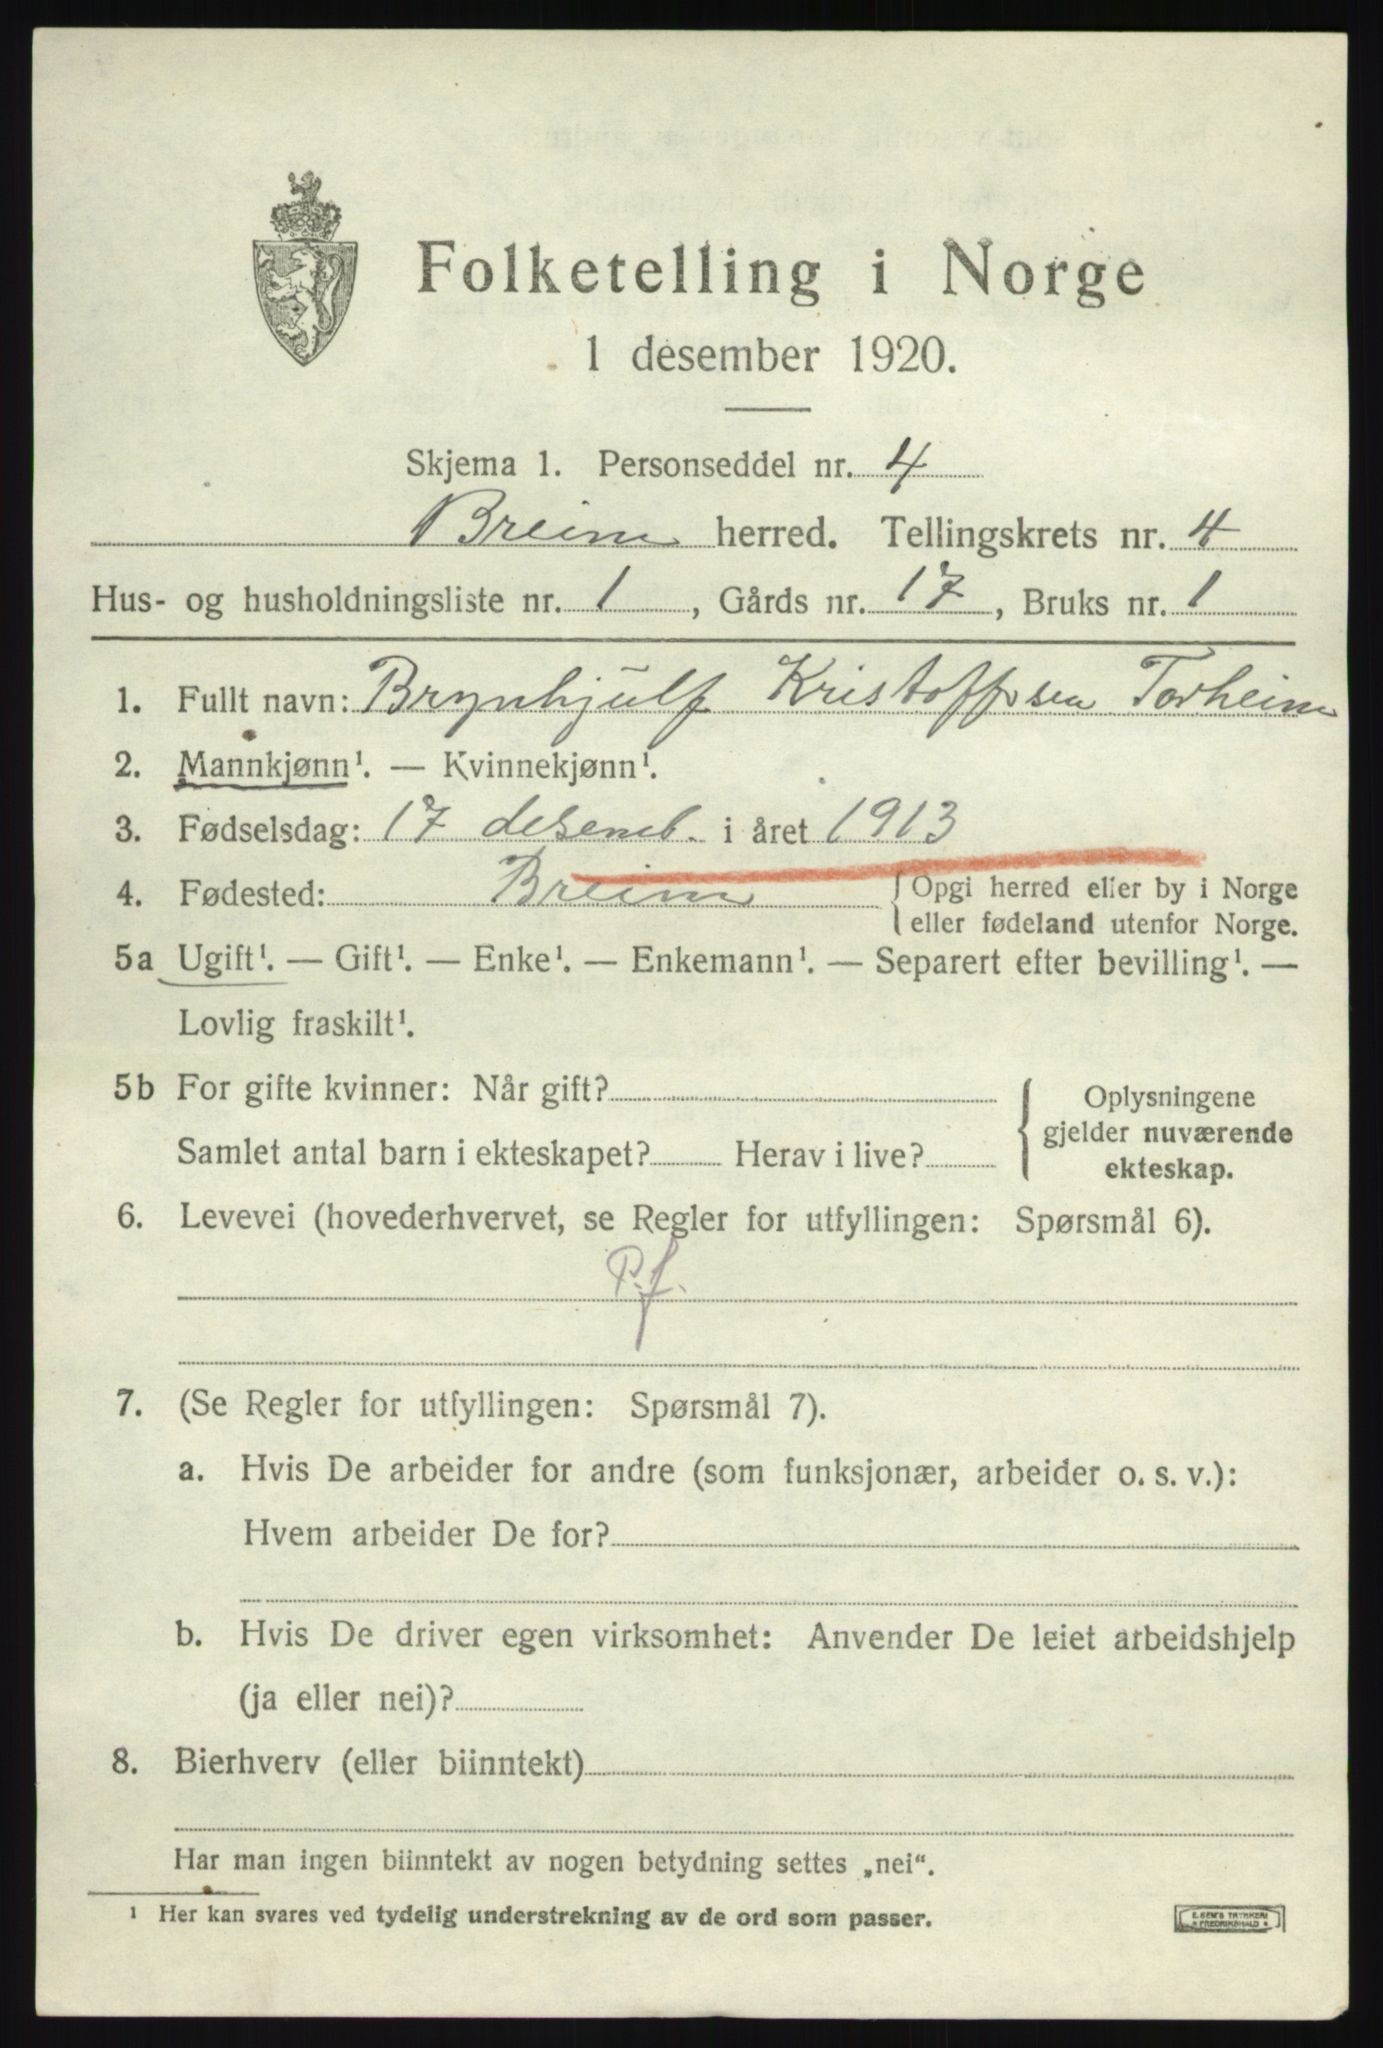 Folketelling i Norge
1 desember 1920.
Skjema 1. Personseddel nr. 4
Breim herred. Tellingskrets nr. 4
Hus- og husholdningsliste nr. 1, Gårds nr. 17, Bruks nr. 1
1. Fullt navn: Brynhjulf Kristoffersen Torheim
2. Mannkjønn¹. — Kvinnekjønn¹.
3. Fødselsdag: 17 desemb. i året 1913
4. Fødested: Breim {Opgi herred eller by i Norge
eller fødeland utenfor Norge.
5a Ugift¹. — Gift¹. — Enke¹. — Enkemann¹. — Separert efter bevilling¹. —
Lovlig fraskilt¹.
5b For gifte kvinner: Når gift?
Samlet antal barn i ekteskapet? Herav i live?
Oplysningene
gjelder nuværende
ekteskap.
6. Levevei (hovederhvervet, se Regler for utfyllingen: Spørsmål 6).
P.f.
7. (Se Regler for utfyllingen: Spørsmål 7).
a. Hvis De arbeider for andre (som funksjonær, arbeider o. s. v.):
Hvem arbeider De for?
b. Hvis De driver egen virksomhet: Anvender De leiet arbeidshjelp
(ja eller nei)?
8. Bierhverv (eller biinntekt)
Har man ingen biinntekt av nogen betydning settes „nei“.
¹ Her kan svares ved tydelig understrekning av de ord som passer.
E. SEM'S TRYKKERI
FREDRIKSHALD